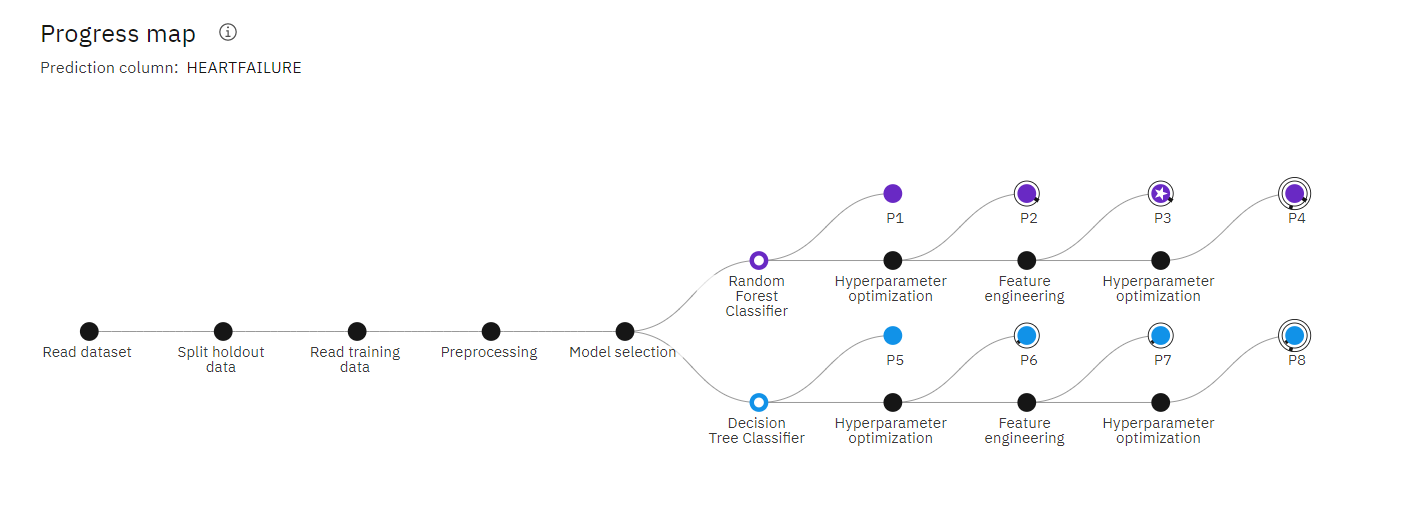 Progress map
Prediction column: HEARTFAILURE
P1
P2
P3
P4
Random
Forest
Classifier
Hyperparameter
optimization
Feature
engineering
Hyperparameter
optimization
Read dataset
Split holdout
data
Read training
data
Preprocessing
Model selection
P5
P6
P7
P8
Decision
Tree Classifier
Hyperparameter
optimization
Feature
engineering
Hyperparameter
optimization